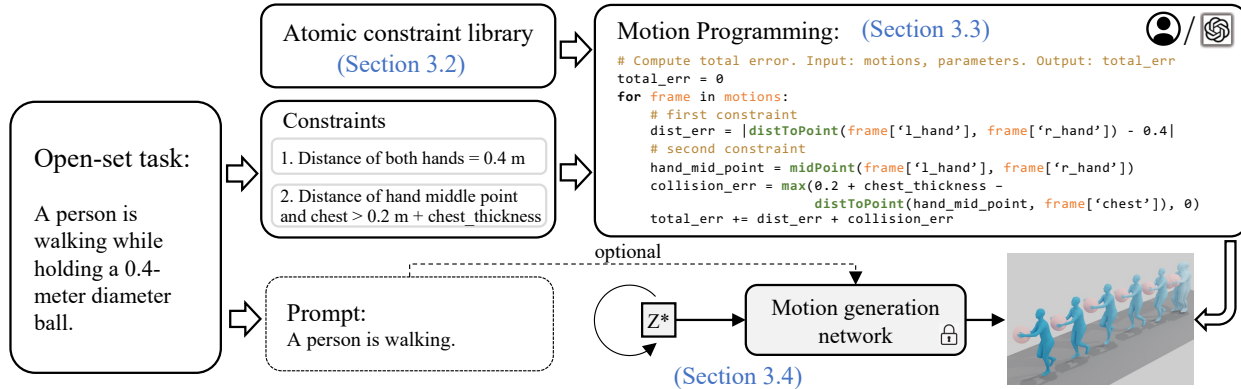 Open-set task:
A person is
walking while
holding a 0.4-
meter diameter
ball.
Atomic constraint library
(Section 3.2)
Constraints
1. Distance of both hands = 0.4 m
2. Distance of hand middle point
and chest > 0.2 m + chest_thickness
Prompt:
A person is walking.
Motion Programming: (Section 3.3)
/
# Compute total error. Input: motions, parameters. Output: total_err
total_err = 0
for frame in motions:
# first constraint
dist_err = |distToPoint(frame[‘l_hand’], frame[‘r_hand’]) - 0.4|
# second constraint
hand_mid_point = midPoint(frame[‘l_hand’], frame[‘r_hand’])
collision_err = max(0.2 + chest_thickness –
distToPoint(hand_mid_point, frame[‘chest’]), 0)
total_err += dist_err + collision_err
optional
Z*
Motion generation
network
(Section 3.4)